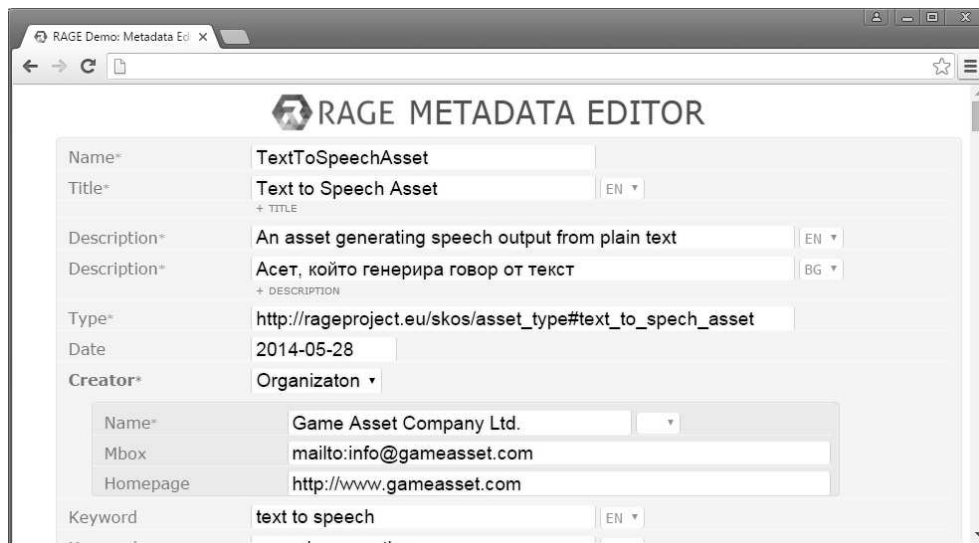 RAGE Demo: Metadata Ed
RAGE METADATA EDITOR
Name* TextToSpeechAsset
Title* Text to Speech Asset EN
+ TITLE
Description* An asset generating speech output from plain text EN
Description* Асет, който генерира говор от текст BG
+ DESCRIPTION
Type* http://rageproject.eu/skos/asset_type#text_to_spech_asset
Date 2014-05-28
Creator* Organizaton
Name* Game Asset Company Ltd.
Mbox mailto:info@gameasset.com
Homepage http://www.gameasset.com
Keyword text to speech EN